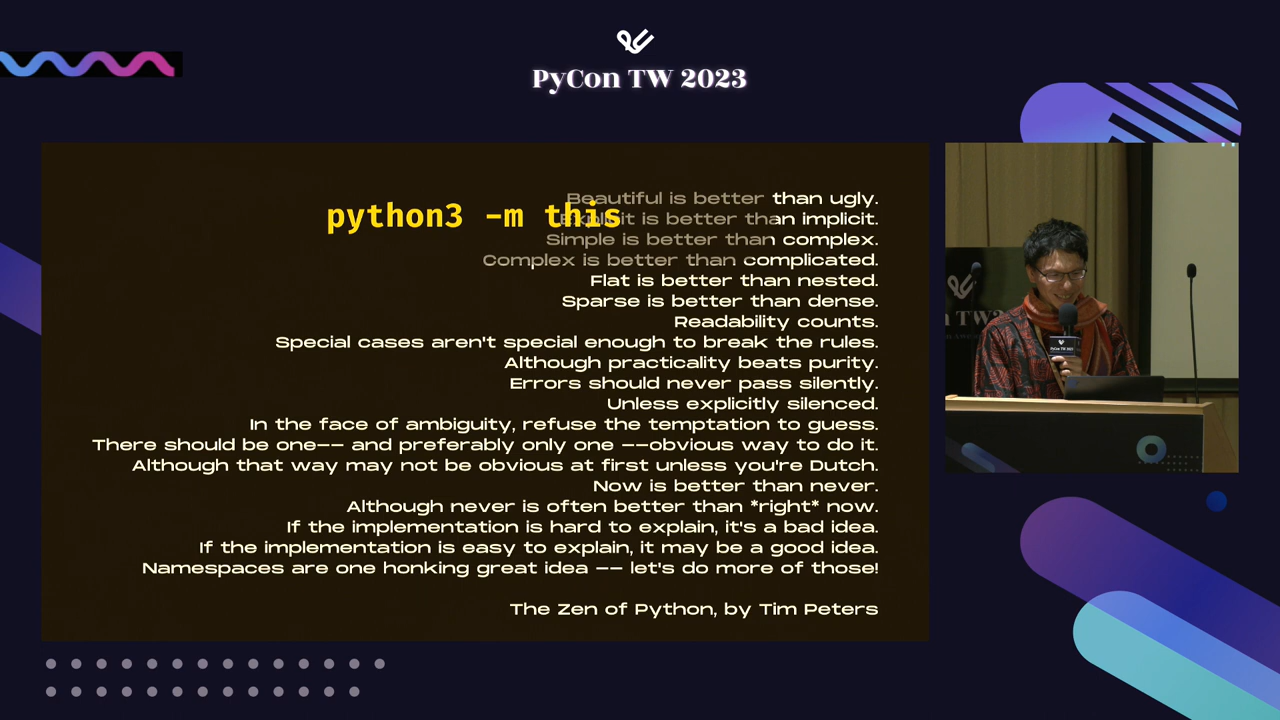 PyCon TW 2023
python3 -m this
Beautiful is better than ugly.
Explicit is better than implicit.
Simple is better than complex.
Complex is better than complicated.
Flat is better than nested.
Sparse is better than dense.
Readability counts.
Special cases aren't special enough to break the rules.
Although practicality beats purity.
Errors should never pass silently.
Unless explicitly silenced.
In the face of ambiguity, refuse the temptation to guess.
There should be one-- and preferably only one --obvious way to do it.
Although that way may not be obvious at first unless you're Dutch.
Now is better than never.
Although never is often better than *right* now.
If the implementation is hard to explain, it's a bad idea.
If the implementation is easy to explain, it may be a good idea.
Namespaces are one honking great idea -- let's do more of those!
The Zen of Python, by Tim Peters
PyCon TW 2023